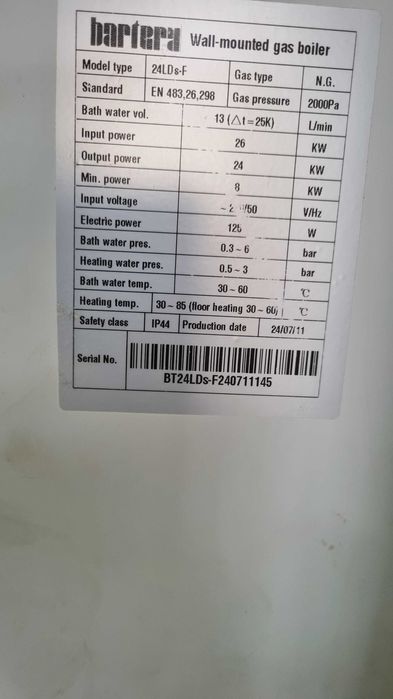 bartera Wall-mounted gas boiler
Model type 24LDs-F Gas type N.G.
Standard EN 483,26,298 Gas pressure 2000Pa
Bath water vol. 13 (△t=25K) L/min
Input power 26 KW
Output power 24 KW
Min. power 8 KW
Input voltage /50 V/Hz
Electric power 125 W
Bath water pres. 0.3~6 bar
Heating water pres. 0.5~3 bar
Bath water temp. 30~60 ℃
Heating temp. 30~85 (floor heating 30~60) ℃
Safety class IP44 Production date 24/07/11
Serial No.
BT24LDs-F240711145